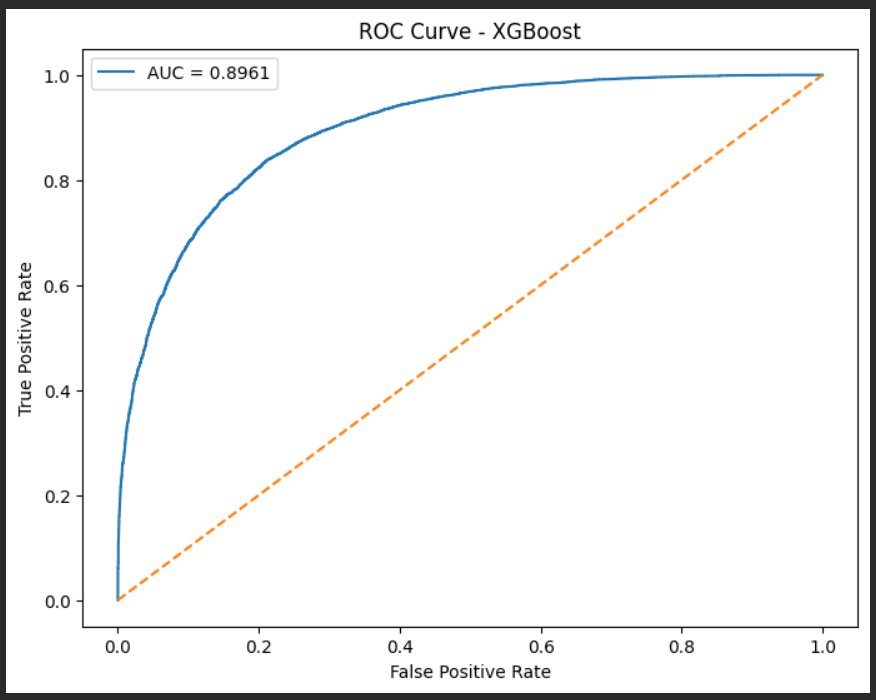 ROC Curve - XGBoost
AUC = 0.8961
True Positive Rate
1.0
0.8
0.6
0.4
0.2
0.0
0.0 0.2 0.4 0.6 0.8 1.0
False Positive Rate